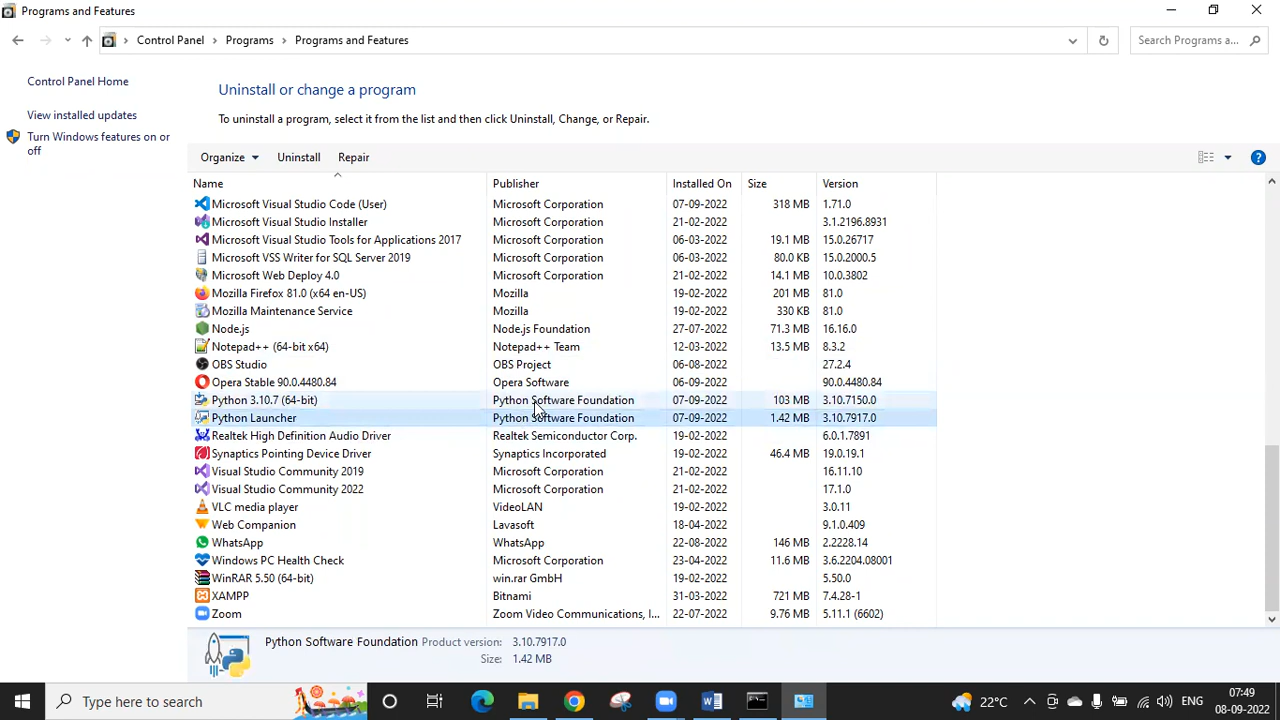 Programs and Features
Control Panel > Programs > Programs and Features
Search Programs a...
Control Panel Home
View installed updates
Turn Windows features on or
off
Uninstall or change a program
To uninstall a program, select it from the list and then click Uninstall, Change, or Repair.
Organize Uninstall Repair
Name Publisher Installed On Size Version
Microsoft Visual Studio Code (User) Microsoft Corporation 07-09-2022 318 MB 1.71.0
Microsoft Visual Studio Installer Microsoft Corporation 21-02-2022 3.1.2196.8931
Microsoft Visual Studio Tools for Applications 2017 Microsoft Corporation 06-03-2022 19.1 MB 15.0.26717
Microsoft VSS Writer for SQL Server 2019 Microsoft Corporation 06-03-2022 80.0 KB 15.0.2000.5
Microsoft Web Deploy 4.0 Microsoft Corporation 21-02-2022 14.1 MB 10.0.3802
Mozilla Firefox 81.0 (x64 en-US) Mozilla 19-02-2022 201 MB 81.0
Mozilla Maintenance Service Mozilla 19-02-2022 330 KB 81.0
Node.js Node.js Foundation 27-07-2022 71.3 MB 16.16.0
Notepad++ (64-bit x64) Notepad++ Team 12-03-2022 13.5 MB 8.3.2
OBS Studio OBS Project 06-08-2022 27.2.4
Opera Stable 90.0.4480.84 Opera Software 06-09-2022 90.0.4480.84
Python 3.10.7 (64-bit) Python Software Foundation 07-09-2022 103 MB 3.10.7150.0
Python Launcher Python Software Foundation 07-09-2022 1.42 MB 3.10.7917.0
Realtek High Definition Audio Driver Realtek Semiconductor Corp. 19-02-2022 6.0.1.7891
Synaptics Pointing Device Driver Synaptics Incorporated 19-02-2022 46.4 MB 19.0.19.1
Visual Studio Community 2019 Microsoft Corporation 21-02-2022 16.11.10
Visual Studio Community 2022 Microsoft Corporation 21-02-2022 17.1.0
VLC media player VideoLAN 19-02-2022 3.0.11
Web Companion Lavasoft 18-04-2022 9.1.0.409
WhatsApp WhatsApp 22-08-2022 146 MB 2.2228.14
Windows PC Health Check Microsoft Corporation 23-04-2022 11.6 MB 3.6.2204.08001
WinRAR 5.50 (64-bit) win.rar GmbH 19-02-2022 5.50.0
XAMPP Bitnami 31-03-2022 721 MB 7.4.28-1
Zoom Zoom Video Communications, I... 22-07-2022 9.76 MB 5.11.1 (6602)
Python Software Foundation Product version: 3.10.7917.0
Size: 1.42 MB
Type here to search
22°C
ENG
07:49
08-09-2022